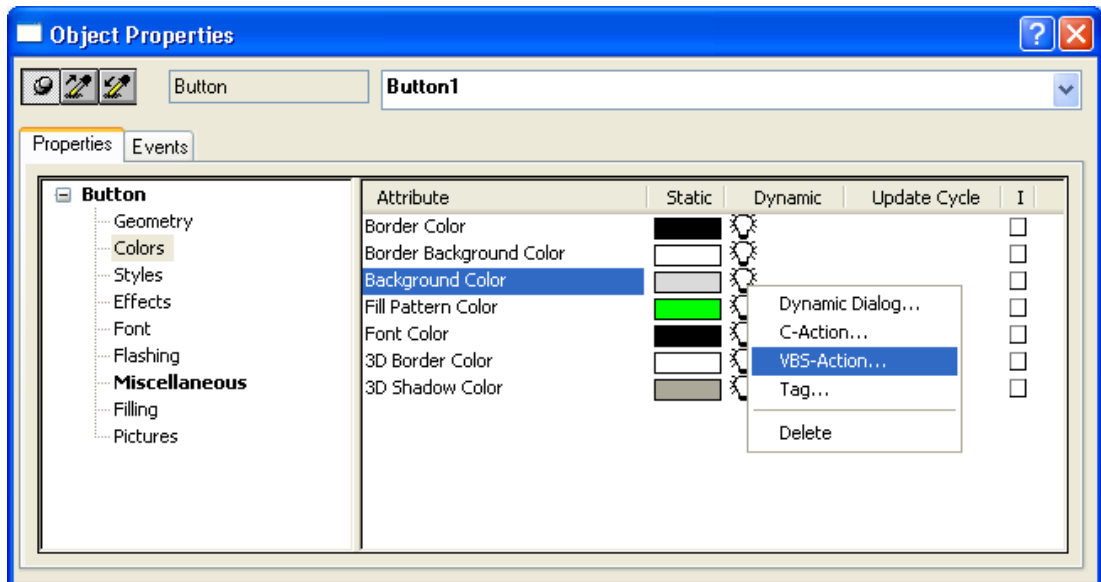 Object Properties
Button Button1
Properties Events
Button
Geometry
Colors
Styles
Effects
Font
Flashing
Miscellaneous
Filling
Pictures
Attribute Static Dynamic Update Cycle I
Border Color
Border Background Color
Background Color
Fill Pattern Color
Font Color
3D Border Color
3D Shadow Color
Dynamic Dialog...
C-Action...
VBS-Action...
Tag...
Delete